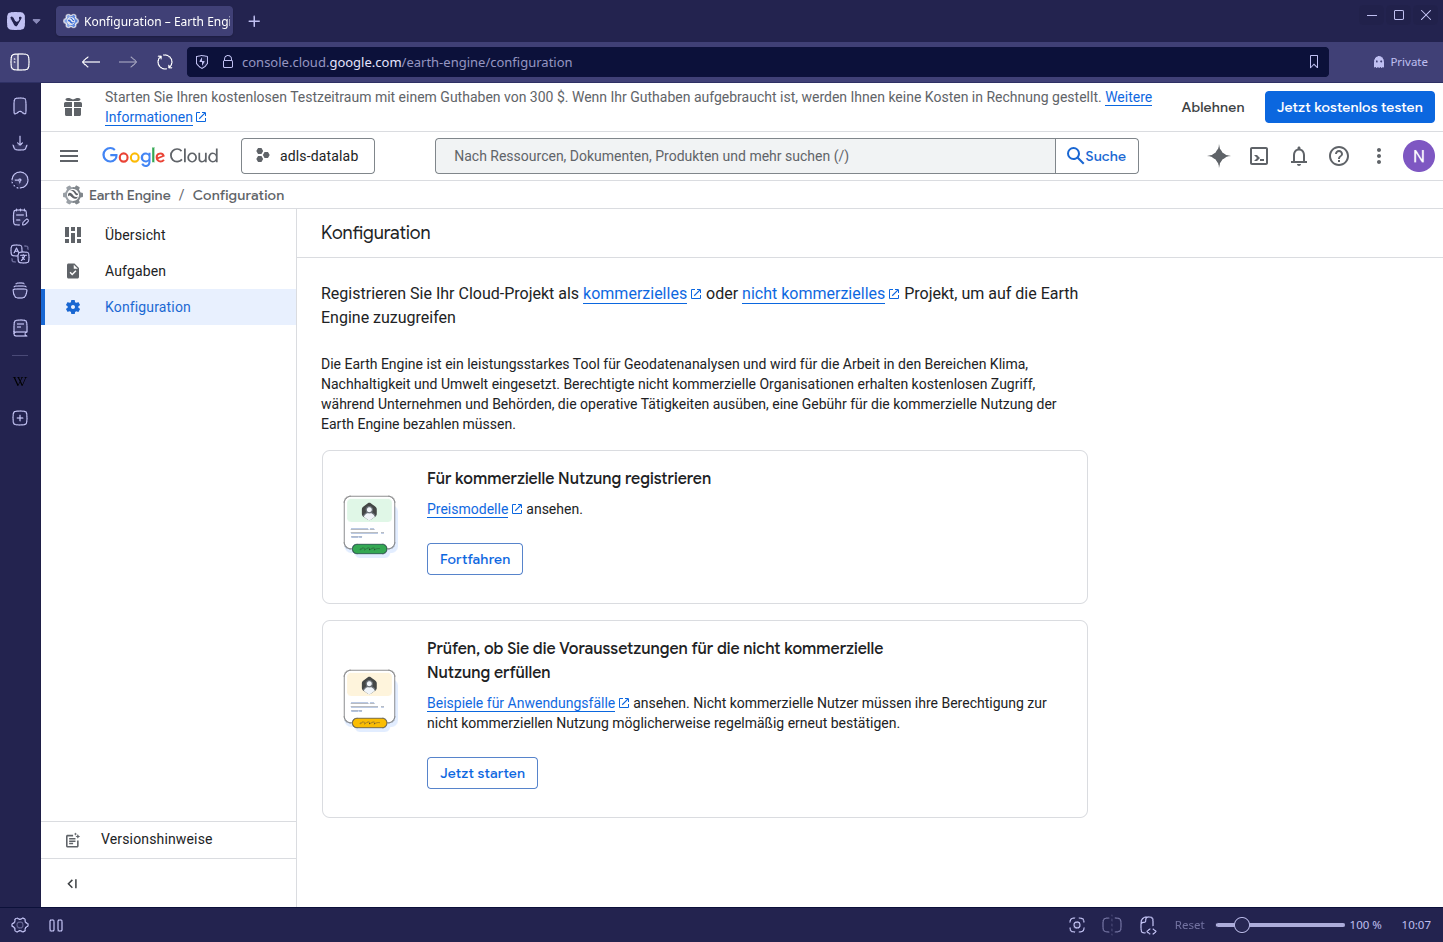 Konfiguration – Earth Engi
console.cloud.google.com/earth-engine/configuration
Private
Starten Sie Ihren kostenlosen Testzeitraum mit einem Guthaben von 300 $. Wenn Ihr Guthaben aufgebraucht ist, werden Ihnen keine Kosten in Rechnung gestellt. Weitere
Informationen
Ablehnen
Jetzt kostenlos testen
Google Cloud
adls-datalab
Nach Ressourcen, Dokumenten, Produkten und mehr suchen (/)
Suche
N
Earth Engine / Configuration
Übersicht
Aufgaben
Konfiguration
W
Versionshinweise
Konfiguration
Registrieren Sie Ihr Cloud-Projekt als kommerzielles oder nicht kommerzielles Projekt, um auf die Earth
Engine zuzugreifen
Die Earth Engine ist ein leistungsstarkes Tool für Geodatenanalysen und wird für die Arbeit in den Bereichen Klima,
Nachhaltigkeit und Umwelt eingesetzt. Berechtigte nicht kommerzielle Organisationen erhalten kostenlosen Zugriff,
während Unternehmen und Behörden, die operative Tätigkeiten ausüben, eine Gebühr für die kommerzielle Nutzung der
Earth Engine bezahlen müssen.
Für kommerzielle Nutzung registrieren
Preismodelle ansehen.
Fortfahren
Prüfen, ob Sie die Voraussetzungen für die nicht kommerzielle
Nutzung erfüllen
Beispiele für Anwendungsfälle ansehen. Nicht kommerzielle Nutzer müssen ihre Berechtigung zur
nicht kommerziellen Nutzung möglicherweise regelmäßig erneut bestätigen.
Jetzt starten
Reset
100 %
10:07